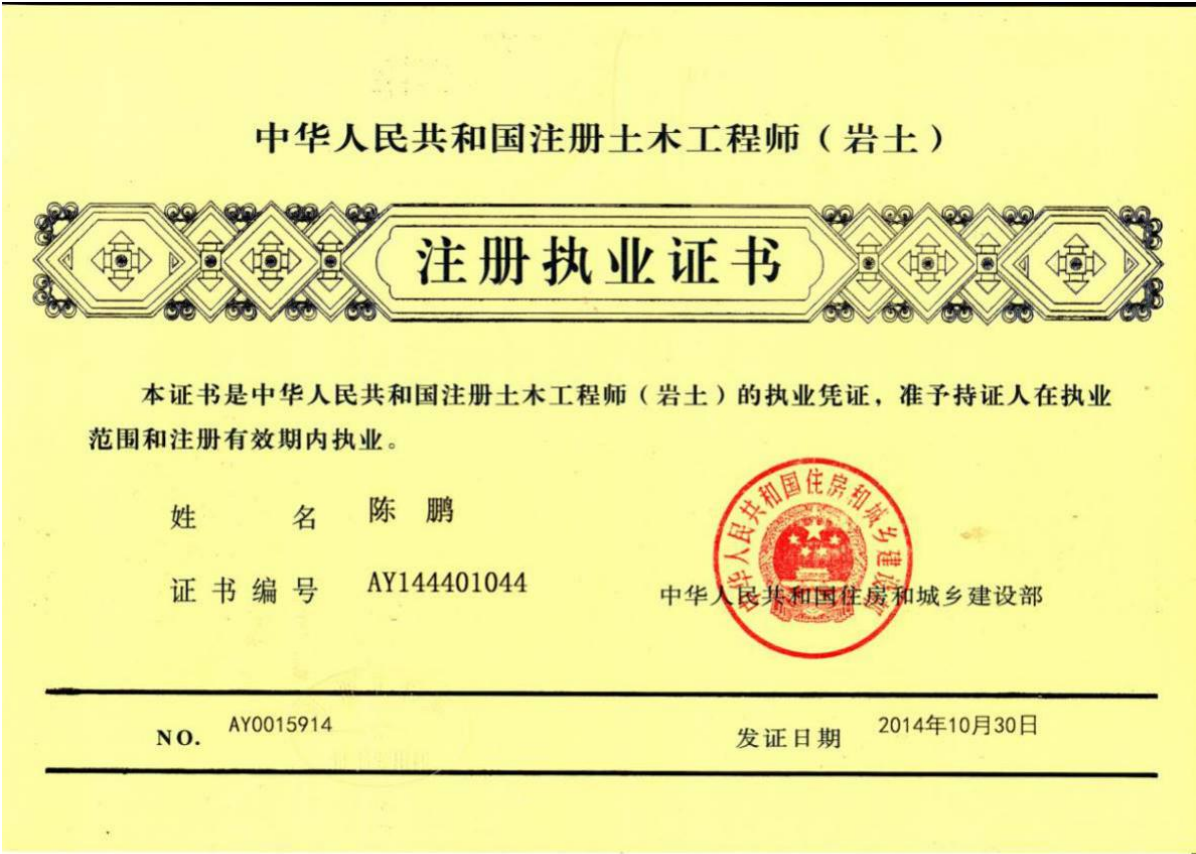 中华人民共和国注册土木工程师（岩土）
注册执业证书
本证书是中华人民共和国注册土木工程师（岩土）的执业凭证，准予持证人在执业
范围和注册有效期内执业。
姓 名 陈 鹏
证书编号 AY144401044
中华人民共和国住房和城乡建设部
中华人民共和国住房和城乡建设部
NO. AY0015914
发证日期 2014年10月30日